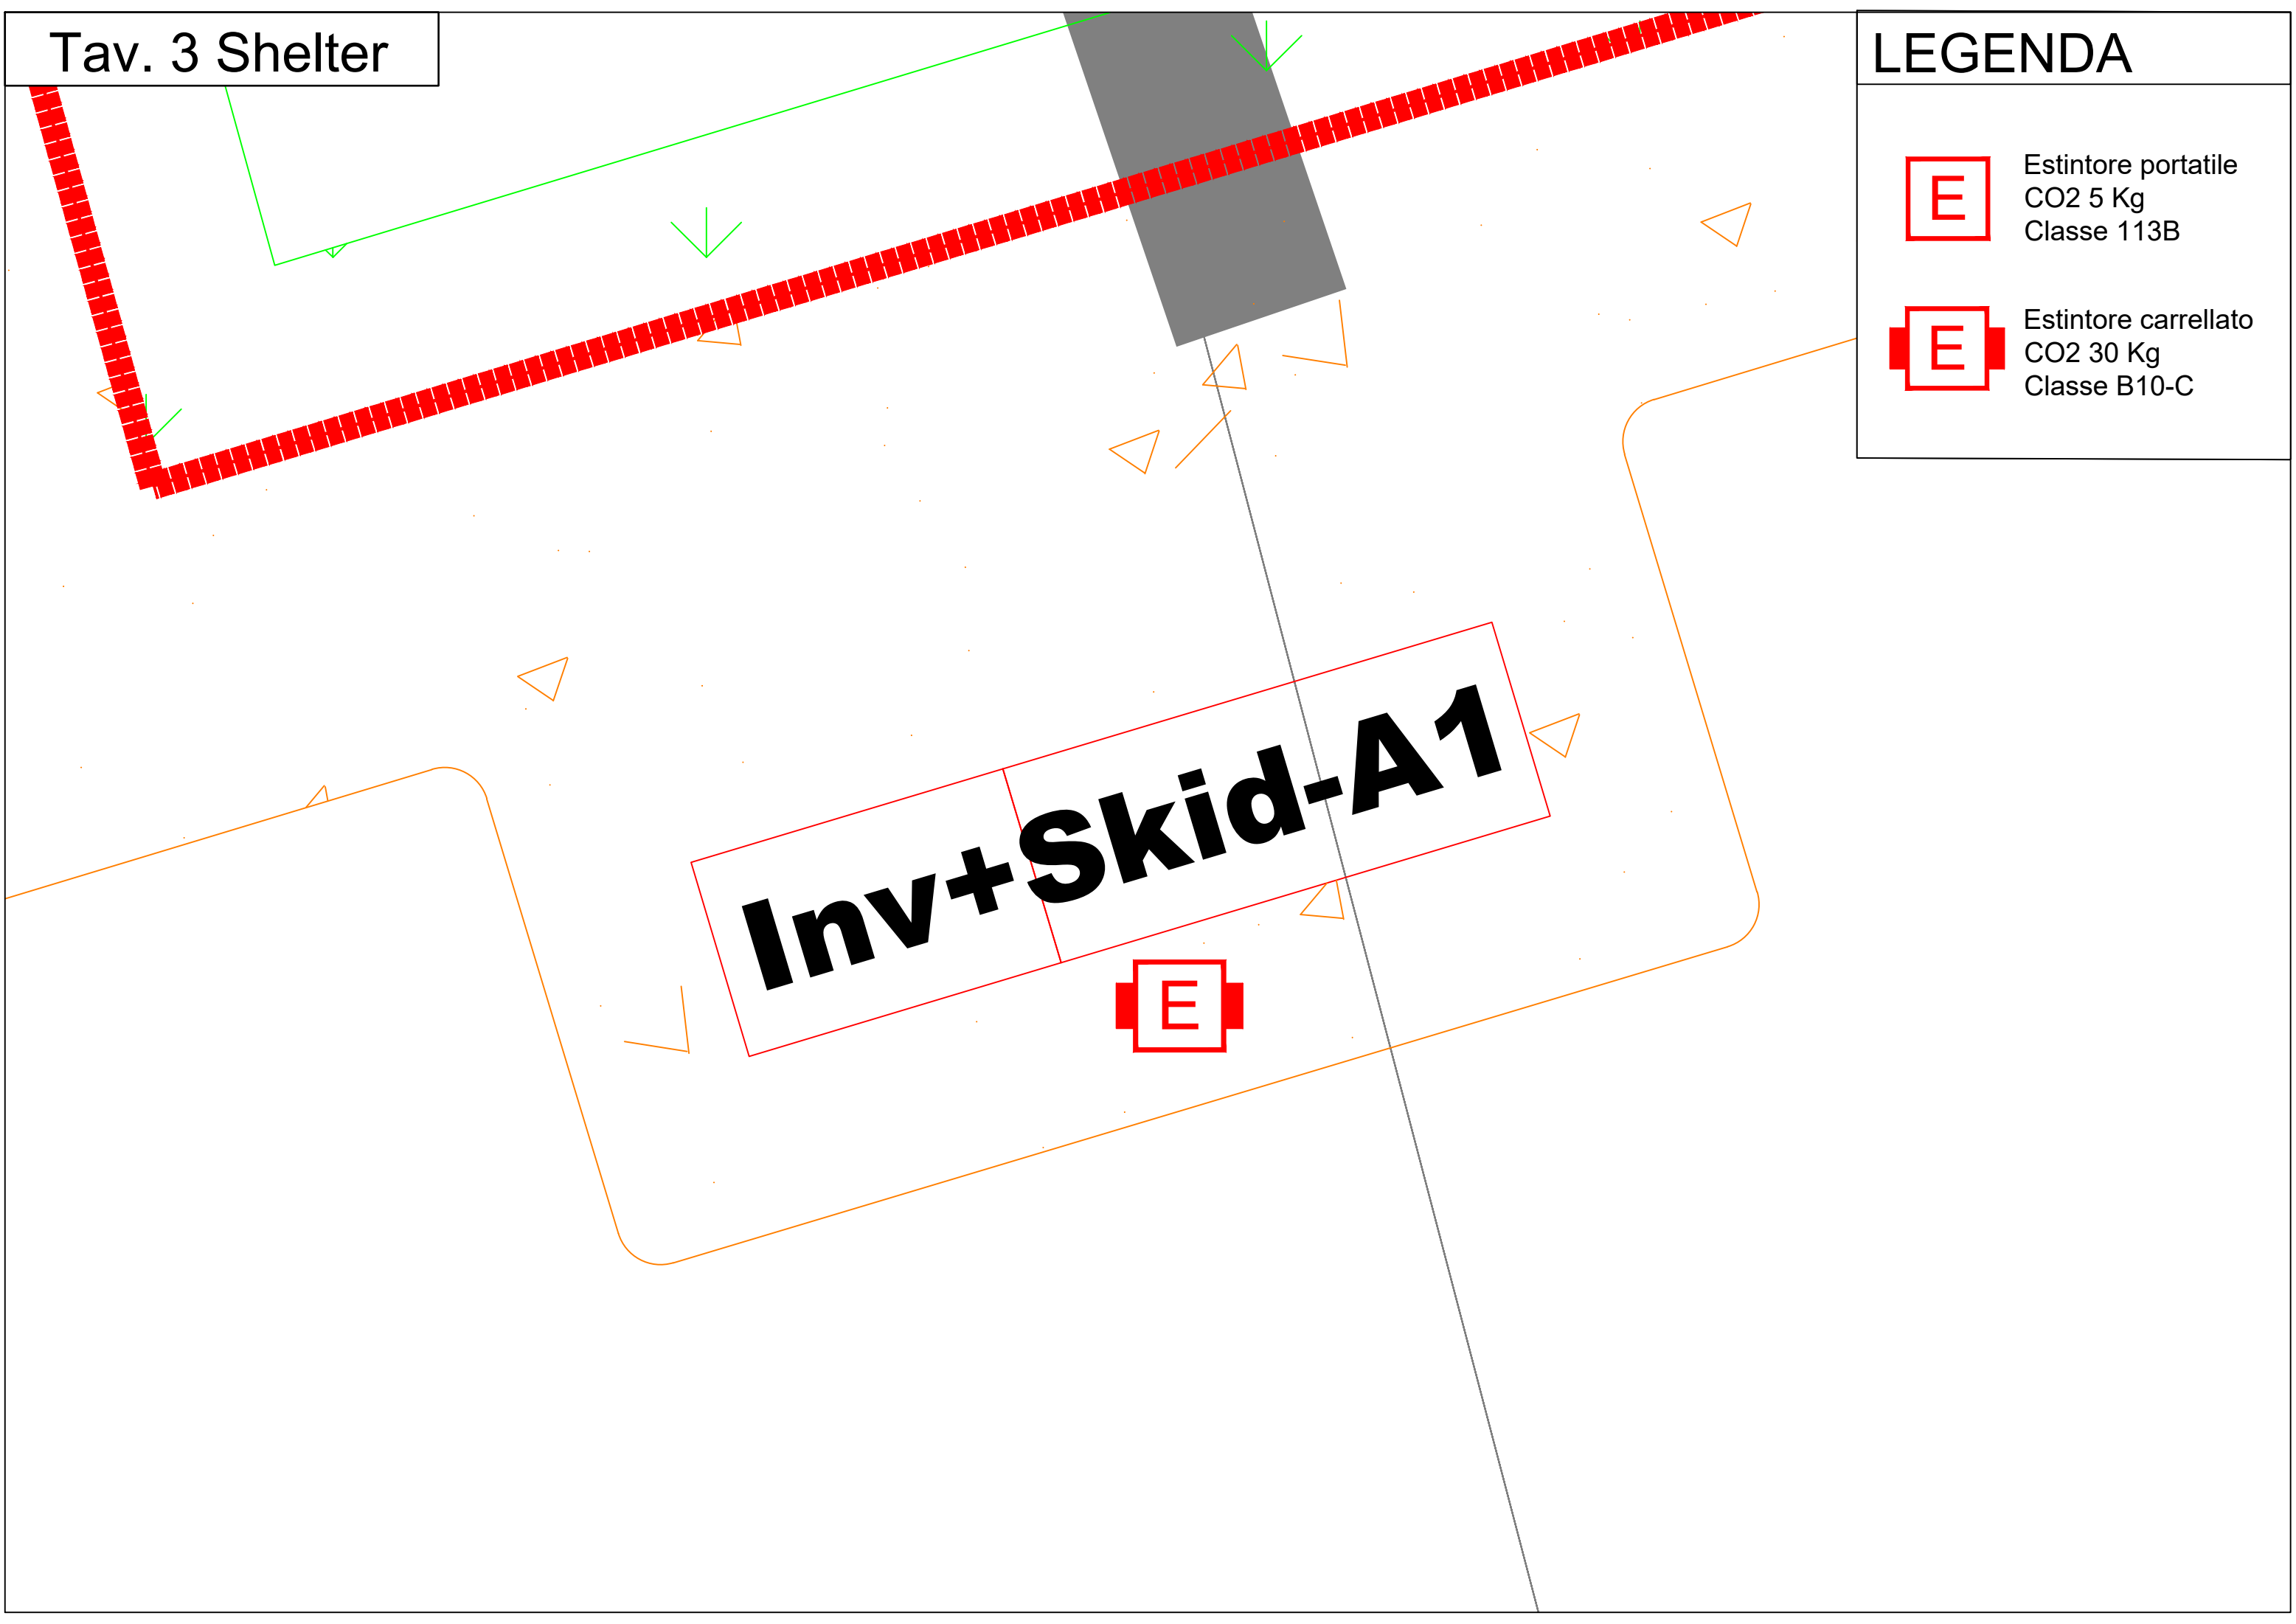 Tav. 3 Shelter
LEGENDA
E
Estintore portatile
CO2 5 Kg
Classe 113B
E
Estintore carrellato
CO2 30 Kg
Classe B10-C
Inv+Skid-A1
E